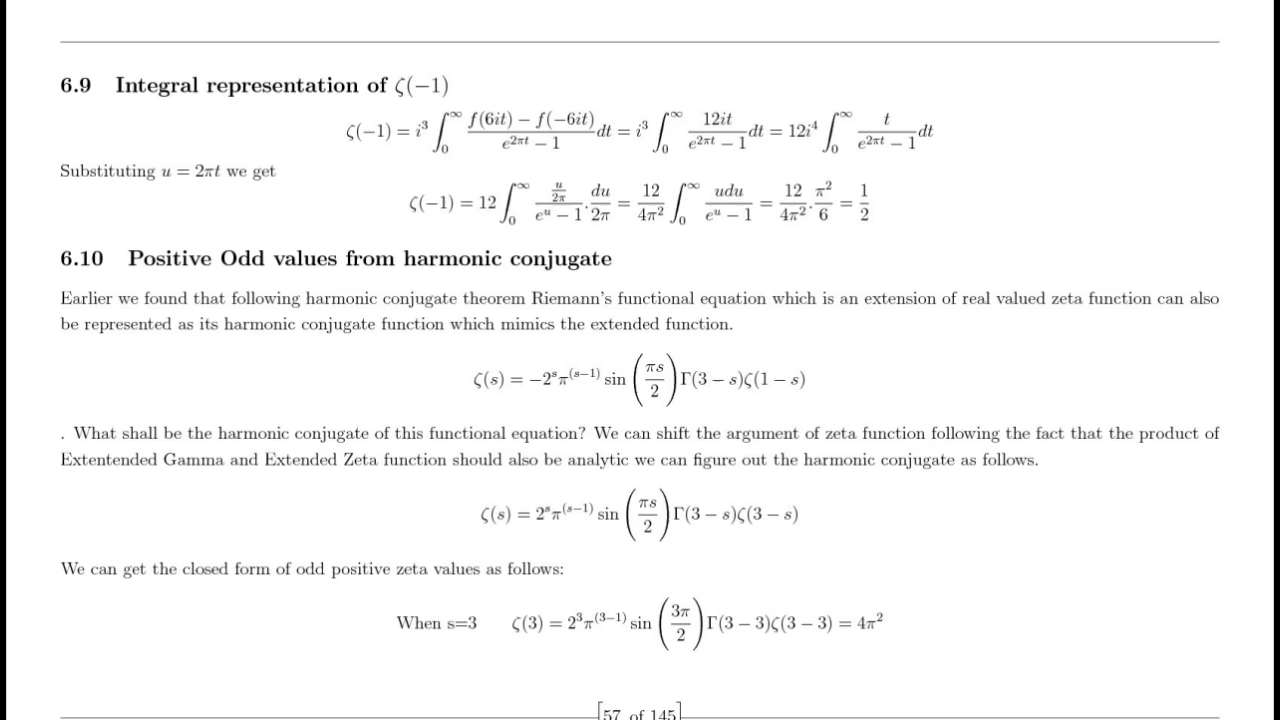 6.9 Integral representation of ζ(−1)
ζ(−1) = i³ ∫₀^∞ (f(6it) − f(−6it))/(e^{2πt} − 1) dt = i³ ∫₀^∞ 12it/(e^{2πt} − 1) dt = 12i⁴ ∫₀^∞ t/(e^{2πt} − 1) dt
Substituting u = 2πt we get
ζ(−1) = 12 ∫₀^∞ (u/2π)/(e^u − 1) . du/2π = 12/4π² ∫₀^∞ udu/(e^u − 1) = 12/4π² . π²/6 = 1/2
6.10 Positive Odd values from harmonic conjugate
Earlier we found that following harmonic conjugate theorem Riemann's functional equation which is an extension of real valued zeta function can also
be represented as its harmonic conjugate function which mimics the extended function.
ζ(s) = −2^s π^{(s−1)} sin (πs/2) Γ(3 − s)ζ(1 − s)
. What shall be the harmonic conjugate of this functional equation? We can shift the argument of zeta function following the fact that the product of
Extentended Gamma and Extended Zeta function should also be analytic we can figure out the harmonic conjugate as follows.
ζ(s) = 2^s π^{(s−1)} sin (πs/2) Γ(3 − s)ζ(3 − s)
We can get the closed form of odd positive zeta values as follows:
When s=3 ζ(3) = 2³π^{(3−1)} sin (3π/2) Γ(3 − 3)ζ(3 − 3) = 4π²
[57 of 145]